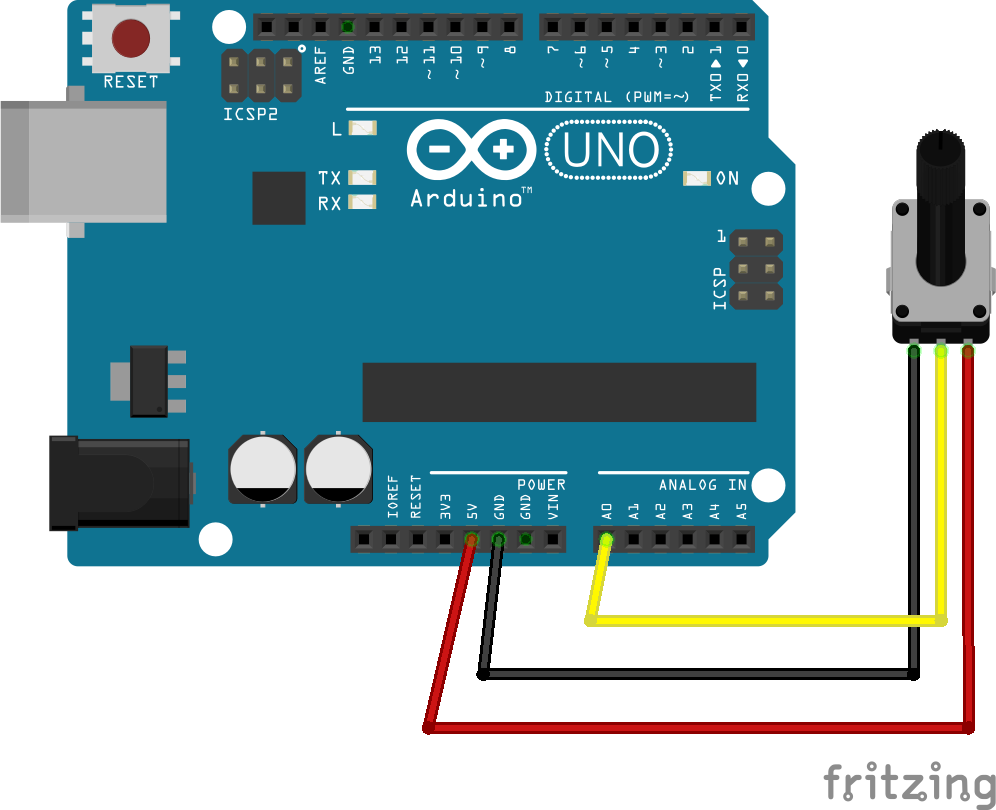 RESET
ICSP2
AREF
GND
13
12
~11
~10
~9
8
7
~6
~5
4
~3
2
TX0▶1
RX0◀0
DIGITAL (PWM=~)
L
TX
RX
Arduino™
UNO
ON
1
ICSP
POWER
ANALOG IN
IOREF
RESET
3V3
5V
GND
GND
VIN
A0
A1
A2
A3
A4
A5
fritzing